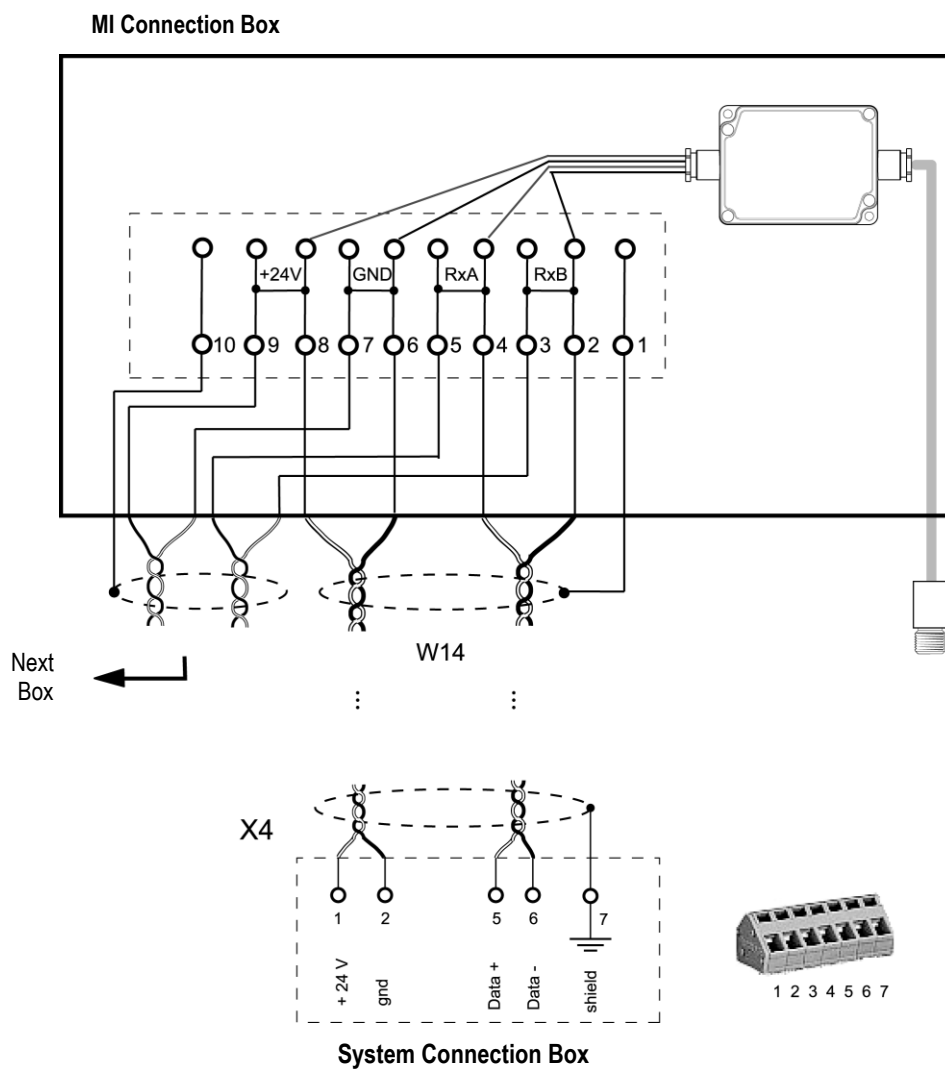 MI Connection Box
+24V GND RxA RxB
10 9 8 7 6 5 4 3 2 1
Next
Box
W14
X4
1 2 5 6 7
+ 24 V
gnd
Data +
Data -
shield
1 2 3 4 5 6 7
System Connection Box